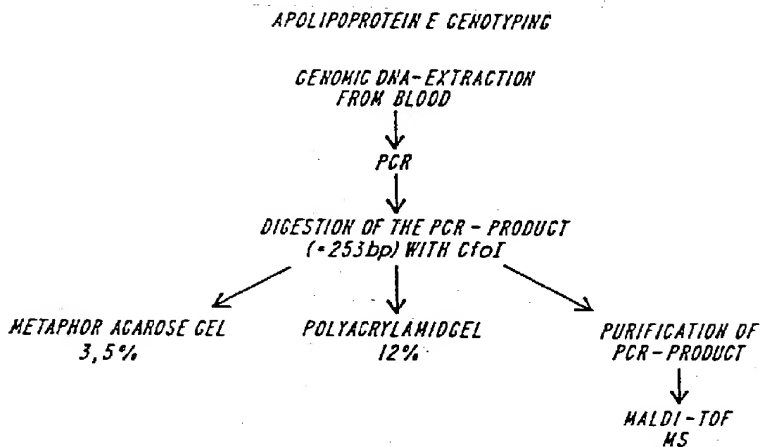 APOLIPOPROTEIN E GENOTYPING
GENOMIC DNA-EXTRACTION
FROM BLOOD
PCR
DIGESTION OF THE PCR-PRODUCT
(=253bp) WITH CfoI
METAPHOR AGAROSE GEL
3,5%
POLYACRYLAMIDGEL
12%
PURIFICATION OF
PCR-PRODUCT
MALDI-TOF
MS